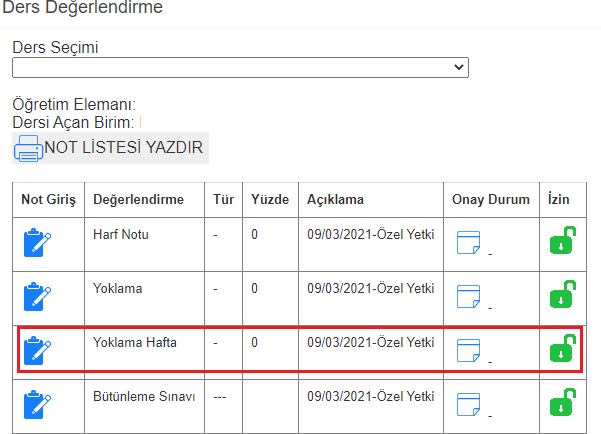 Ders Değerlendirme
Ders Seçimi
Öğretim Elemanı:
Dersi Açan Birim:
NOT LİSTESİ YAZDIR
Not Giriş Değerlendirme Tür Yüzde Açıklama Onay Durum İzin
Harf Notu - 0 09/03/2021-Özel Yetki -
Yoklama - 0 09/03/2021-Özel Yetki -
Yoklama Hafta - 0 09/03/2021-Özel Yetki -
Bütünleme Sınavı --- 09/03/2021-Özel Yetki -